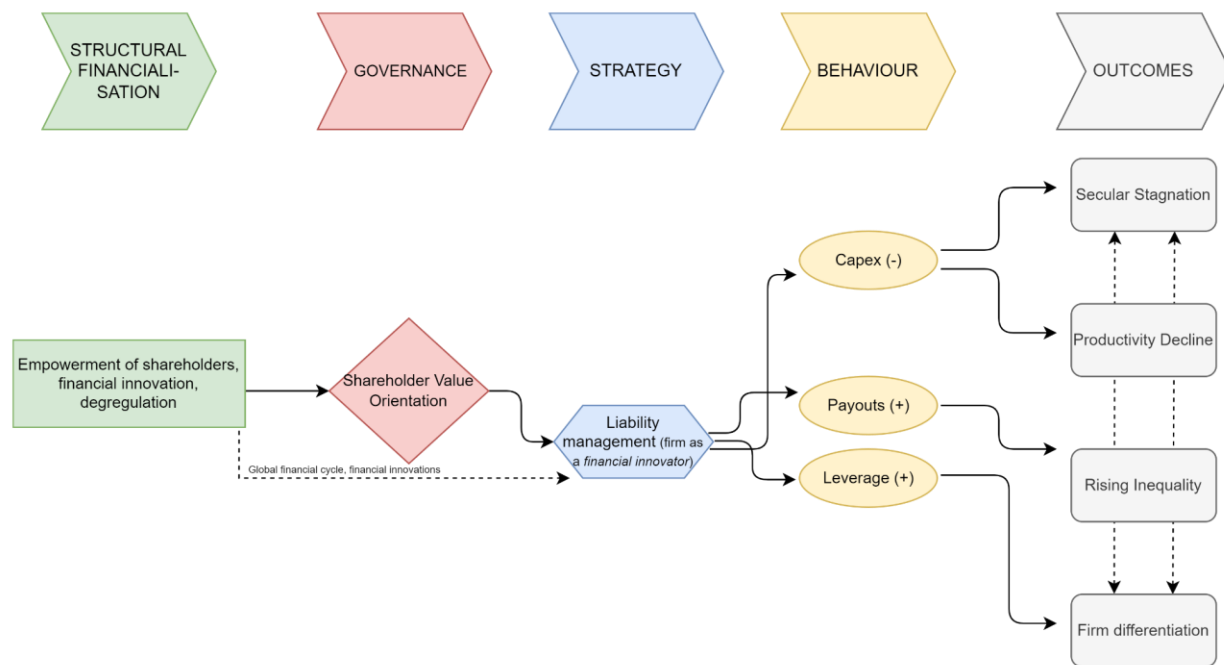 STRUCTURAL
FINANCIALI-
SATION
GOVERNANCE
STRATEGY
BEHAVIOUR
OUTCOMES
Empowerment of shareholders,
financial innovation,
degregulation
Shareholder Value
Orientation
Global financial cycle, financial innovations
Liability
management (firm as
a financial innovator)
Capex (-)
Payouts (+)
Leverage (+)
Secular Stagnation
Productivity Decline
Rising Inequality
Firm differentiation